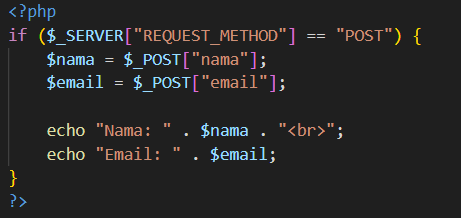 <?php
if ($_SERVER["REQUEST_METHOD"] == "POST") {
    $nama = $_POST["nama"];
    $email = $_POST["email"];

    echo "Nama: " . $nama . "<br>";
    echo "Email: " . $email;
}
?>